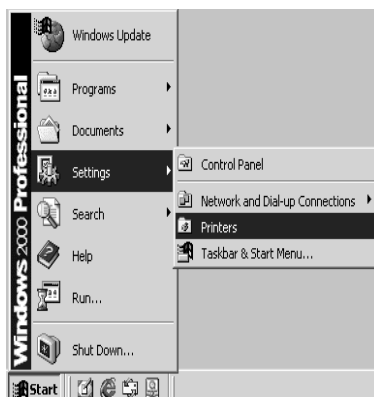 Windows Update
Programs
Documents
Settings
Search
Help
Run...
Shut Down...
Windows 2000 Professional
Control Panel
Network and Dial-up Connections
Printers
Taskbar & Start Menu...
Start